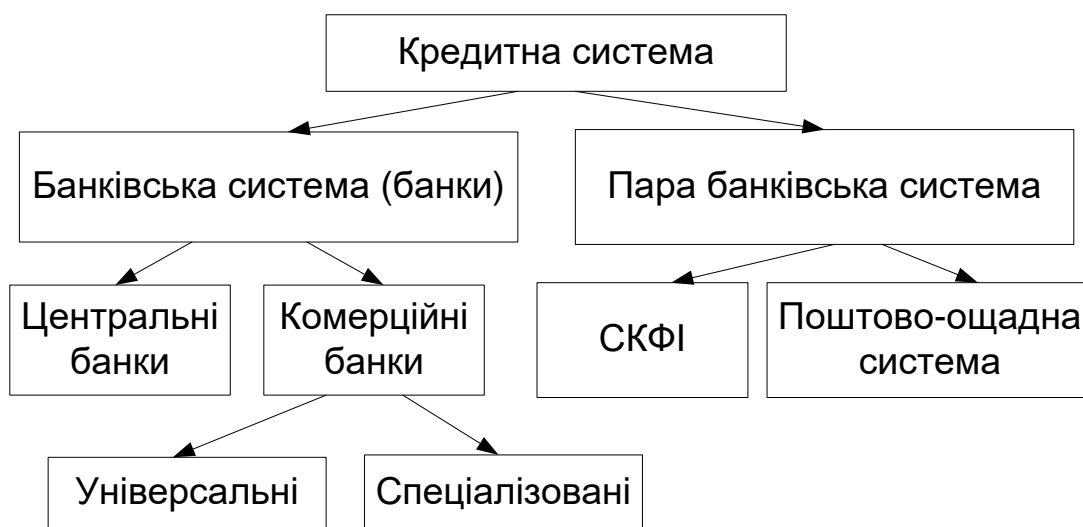 Кредитна система
Банківська система (банки)
Пара банківська система
Центральні
банки
Комерційні
банки
СКФІ
Поштово-ощадна
система
Універсальні
Спеціалізовані